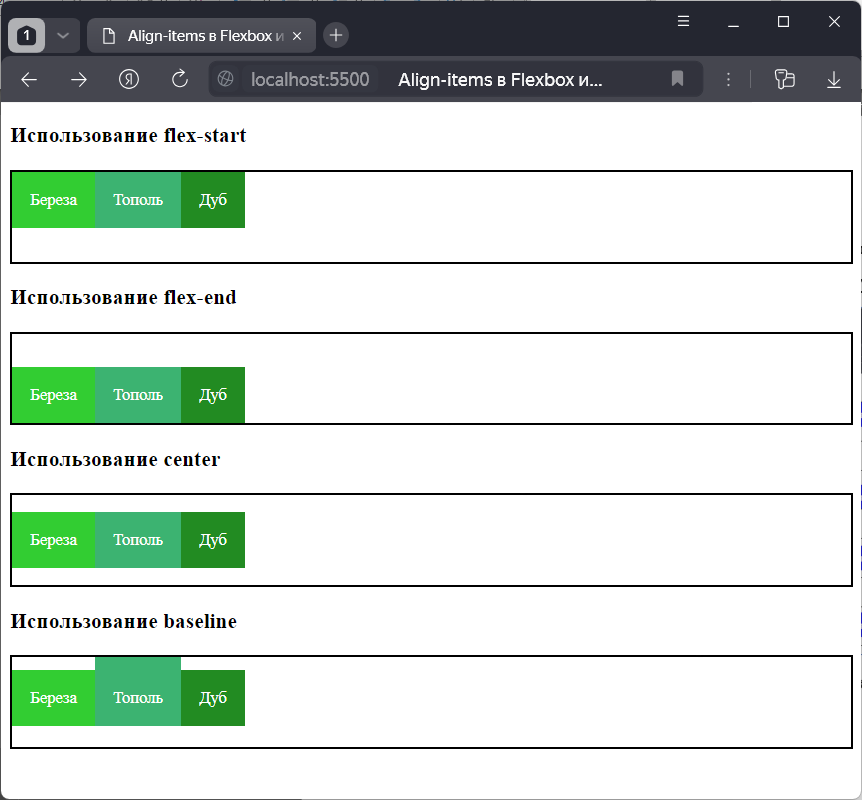 1
Align-items в Flexbox и
Я
localhost:5500 Align-items в Flexbox и...
Использование flex-start
Береза Тополь Дуб
Использование flex-end
Береза Тополь Дуб
Использование center
Береза Тополь Дуб
Использование baseline
Береза Тополь Дуб